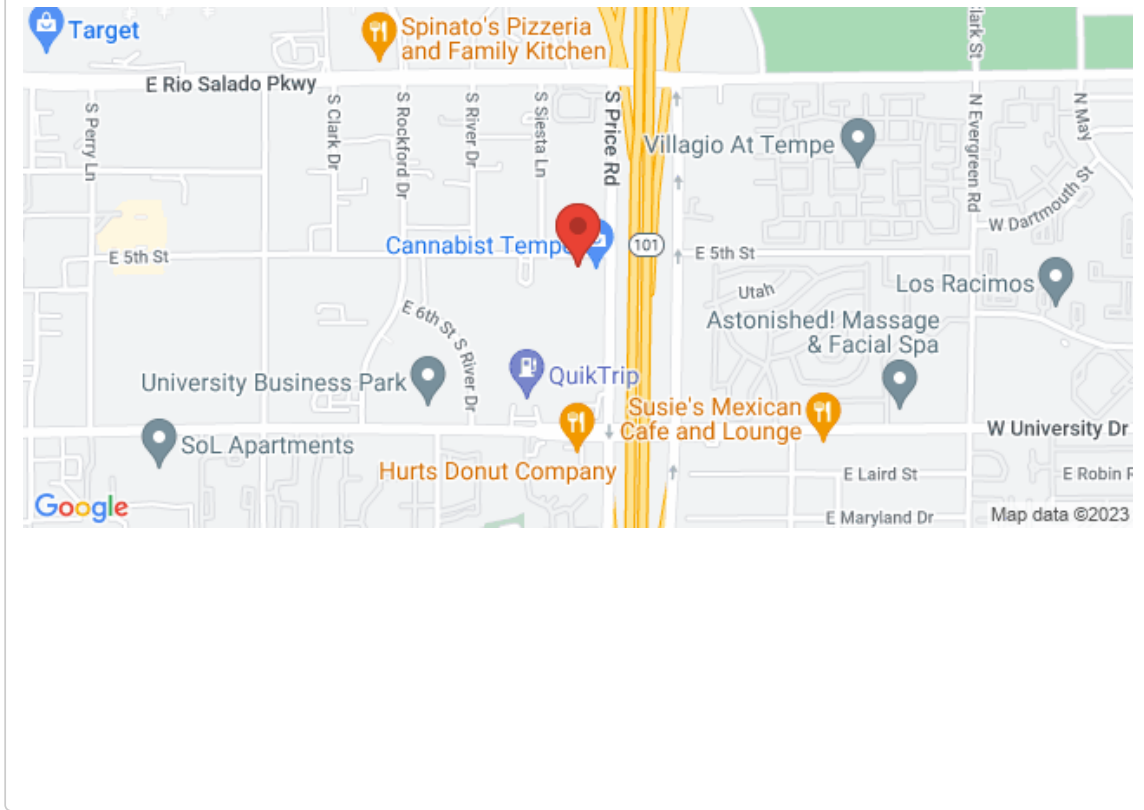 Target
Spinato's Pizzeria
and Family Kitchen
Clark St
E Rio Salado Pkwy
S Perry Ln
S Clark Dr
S Rockford Dr
S River Dr
S Siesta Ln
S Price Rd
Villagio At Tempe
N Evergreen Rd
N May
W Dartmouth St
Cannabist Tempe
101
E 5th St
E 5th St
Los Racimos
Utah
E 6th St
S River Dr
Astonished! Massage
& Facial Spa
University Business Park
QuikTrip
Susie's Mexican
Cafe and Lounge
W University Dr
SoL Apartments
Hurts Donut Company
E Laird St
E Robin R
Google
E Maryland Dr
Map data ©2023